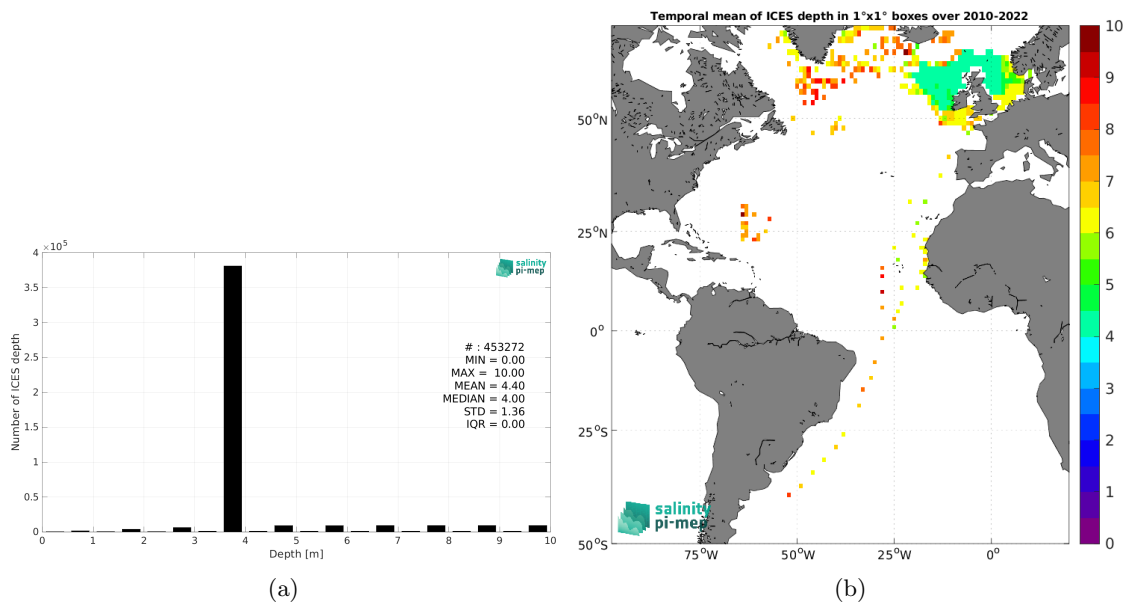 Temporal mean of ICES depth in 1°x1° boxes over 2010-2022
×10⁵
4
3.5
3
2.5
2
1.5
1
0.5
0
Number of ICES depth
salinity
pi-mep
# : 453272
MIN = 0.00
MAX = 10.00
MEAN = 4.40
MEDIAN = 4.00
STD = 1.36
IQR = 0.00
0 1 2 3 4 5 6 7 8 9 10
Depth [m]
(a)
50°N
25°N
0°
25°S
50°S
75°W 50°W 25°W 0°
salinity
pi-mep
10
9
8
7
6
5
4
3
2
1
0
(b)